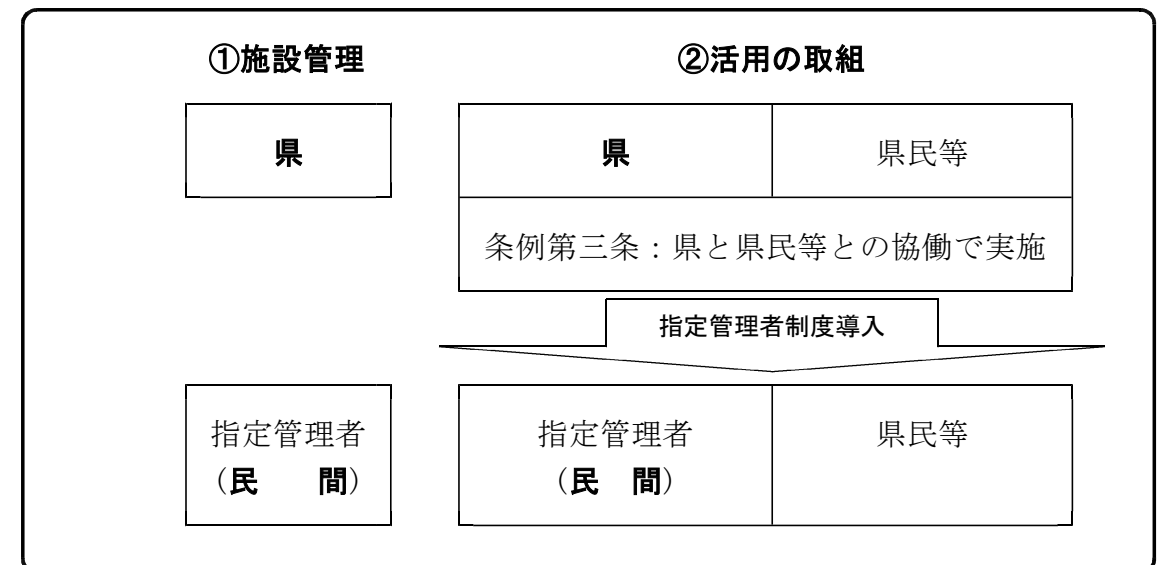 ①施設管理
②活用の取組
県
県
県民等
条例第三条：県と県民等との協働で実施
指定管理者制度導入
指定管理者
（民　　間）
指定管理者
（民　間）
県民等